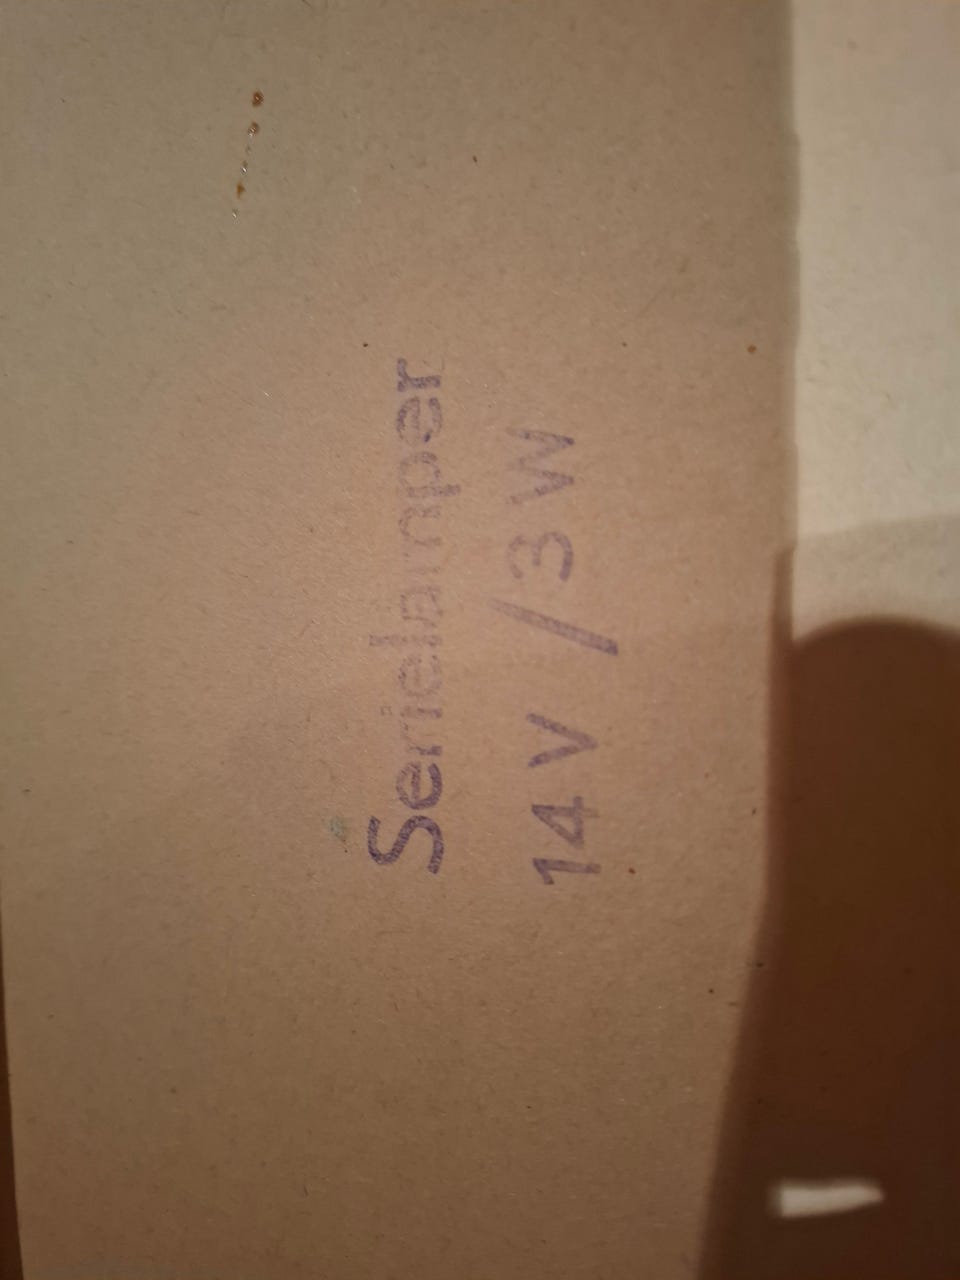 Serielamper
14 V / 3 W